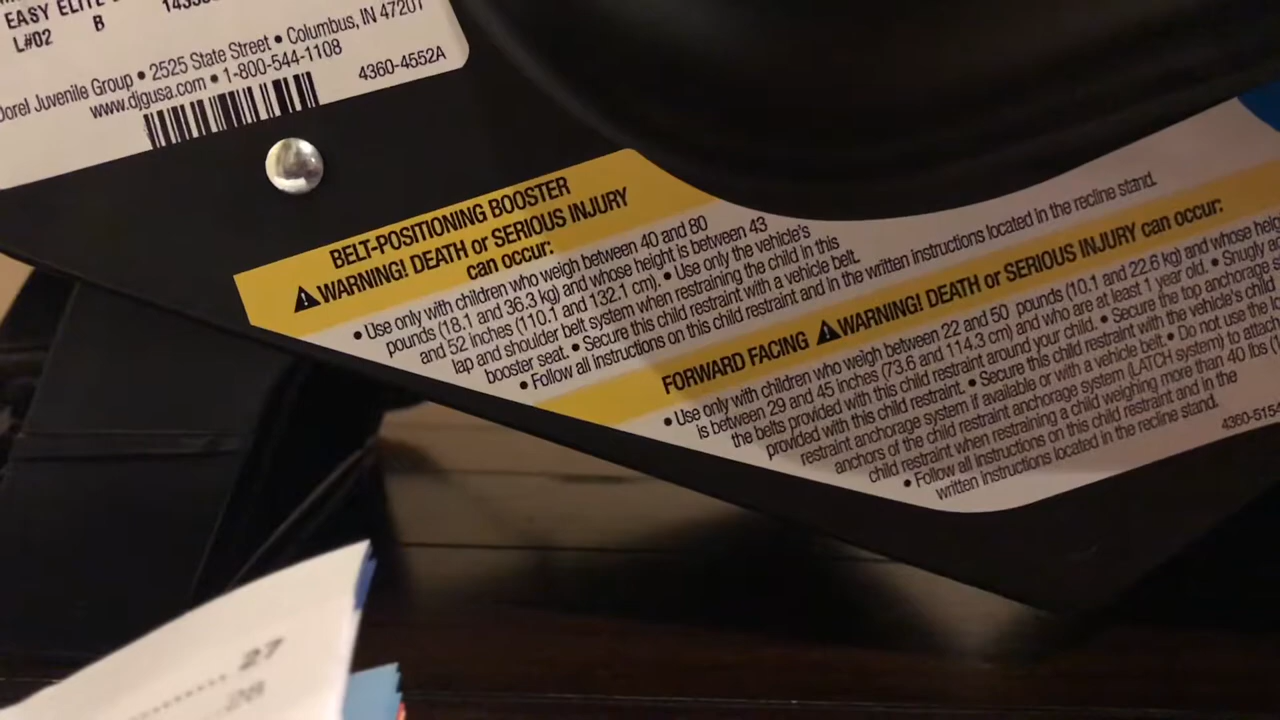 EASY ELITE
L#02 B
Dorel Juvenile Group • 2525 State Street • Columbus, IN 47201
www.djgusa.com • 1-800-544-1108
4360-4552A
BELT-POSITIONING BOOSTER
⚠WARNING! DEATH or SERIOUS INJURY
can occur:
• Use only with children who weigh between 40 and 80
pounds (18.1 and 36.3 kg) and whose height is between 43
and 52 inches (110.1 and 132.1 cm). • Use only the vehicle's
lap and shoulder belt system when restraining the child in this
booster seat. • Secure this child restraint with a vehicle belt.
• Follow all instructions on this child restraint and in the written instructions located in the recline stand.
FORWARD FACING ⚠WARNING! DEATH or SERIOUS INJURY can occur:
• Use only with children who weigh between 22 and 50 pounds (10.1 and 22.6 kg) and whose
is between 29 and 45 inches (73.6 and 114.3 cm) and who are at least 1 year old. • Snugly
the belts provided with this child restraint around your child. • Secure the top anchorage
provided with this child restraint. • Secure this child restraint with the vehicle's child
restraint anchorage system if available or with a vehicle belt. • Do not use the
anchors of the child restraint anchorage system (LATCH system) to attach
child restraint when restraining a child weighing more than 40 lbs
• Follow all instructions on this child restraint and in the
written instructions located in the recline stand.
27
28